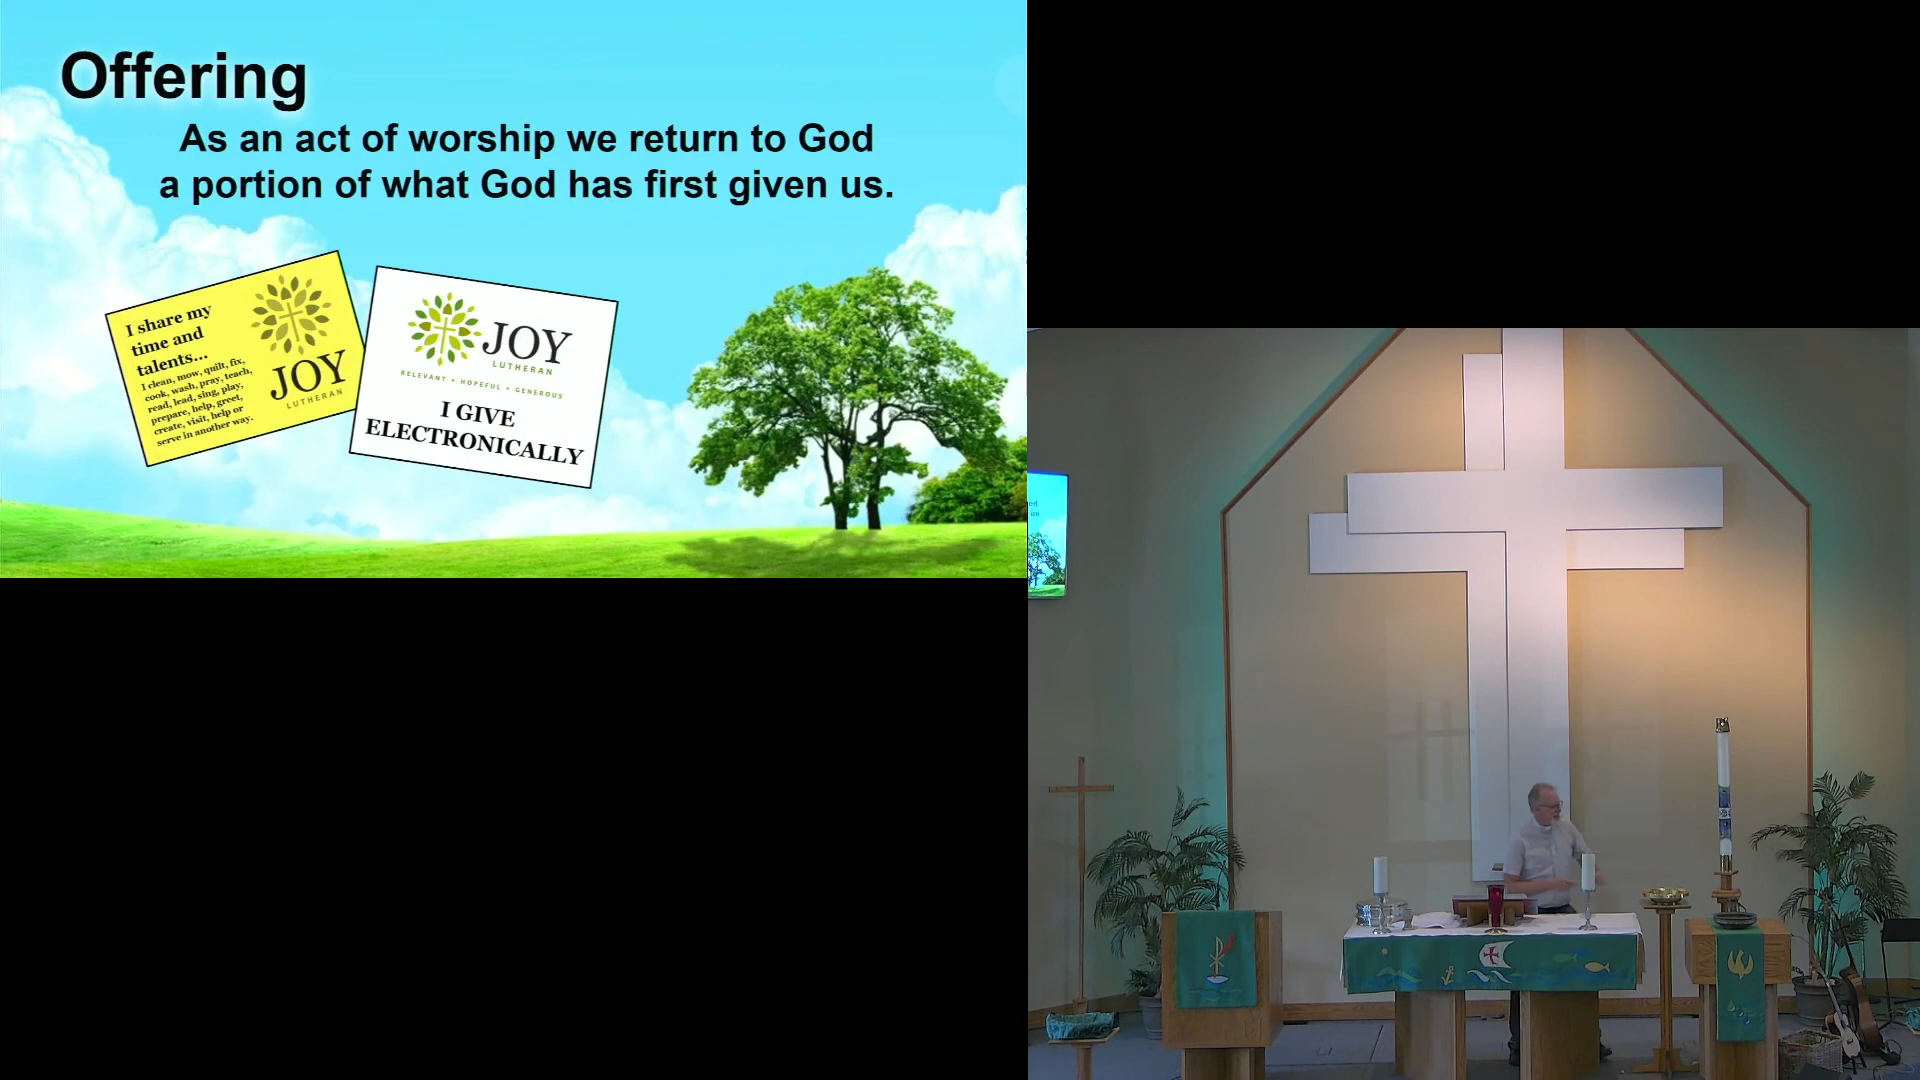 Offering
As an act of worship we return to God
a portion of what God has first given us.
I share my
time and
talents...
I clean, mow, quilt, fix,
cook, wash, pray, teach,
read, lead, sing, play,
prepare, help, greet,
create, visit, help or
serve in another way.
JOY
LUTHERAN
JOY
LUTHERAN
RELEVANT • HOPEFUL • GENEROUS
I GIVE
ELECTRONICALLY